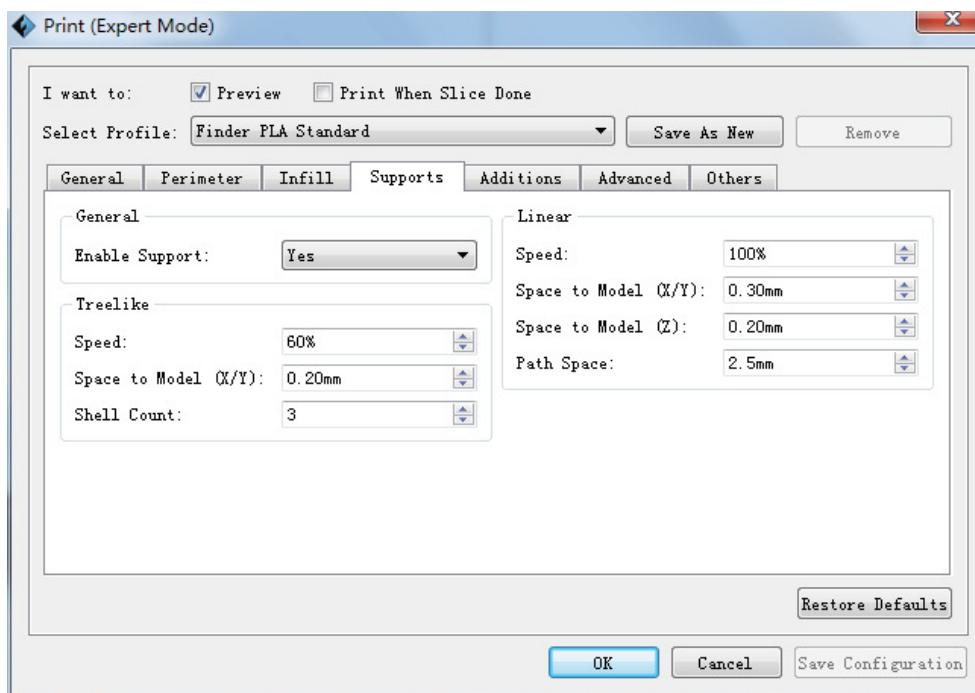 Print (Expert Mode)
I want to: Preview Print When Slice Done
Select Profile: Finder PLA Standard Save As New Remove
General Perimeter Infill Supports Additions Advanced Others
General
Enable Support: Yes
Treelike
Speed: 60%
Space to Model (X/Y): 0.20mm
Shell Count: 3
Linear
Speed: 100%
Space to Model (X/Y): 0.30mm
Space to Model (Z): 0.20mm
Path Space: 2.5mm
Restore Defaults
OK Cancel Save Configuration